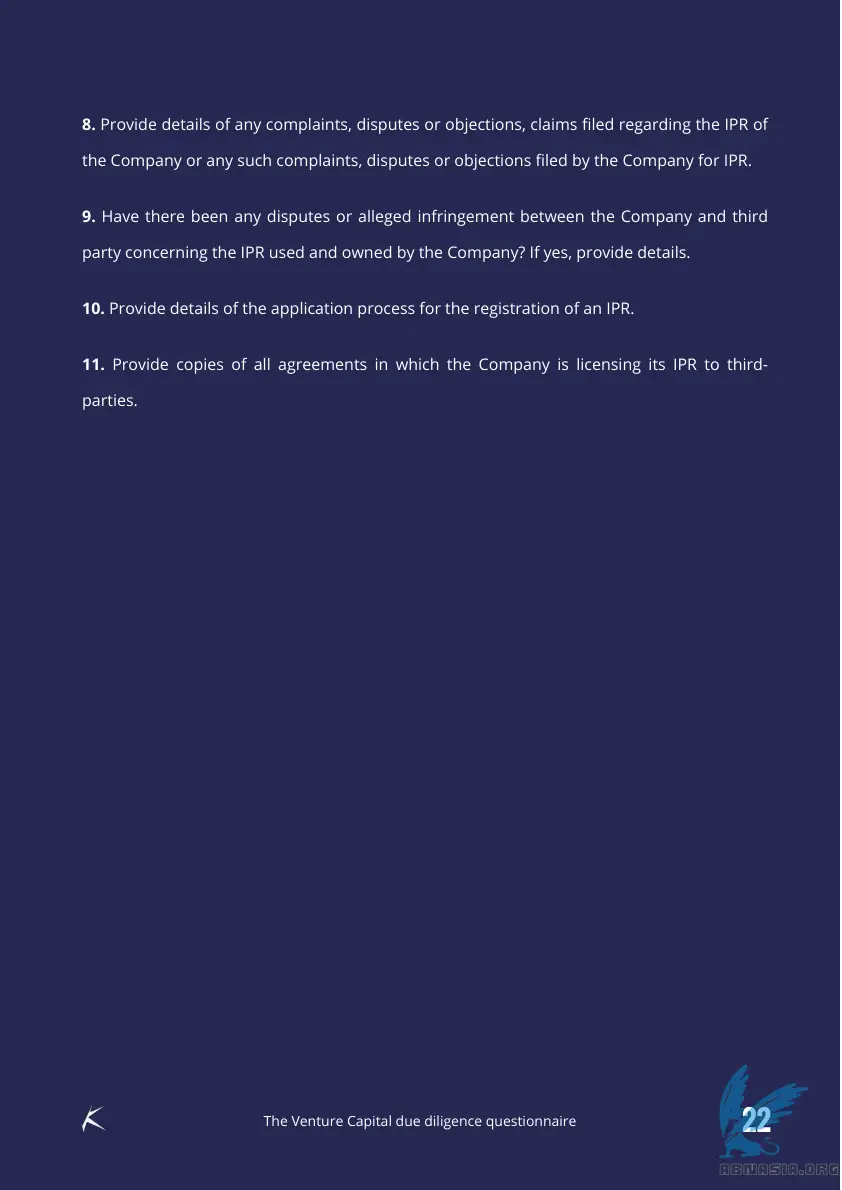 8. Provide details of any complaints, disputes or objections, claims filed regarding the IPR of
the Company or any such complaints, disputes or objections filed by the Company for IPR.
9. Have there been any disputes or alleged infringement between the Company and third
party concerning the IPR used and owned by the Company? If yes, provide details.
10. Provide details of the application process for the registration of an IPR.
11. Provide copies of all agreements in which the Company is licensing its IPR to third-
parties.
The Venture Capital due diligence questionnaire
22
ABNASIA.ORG